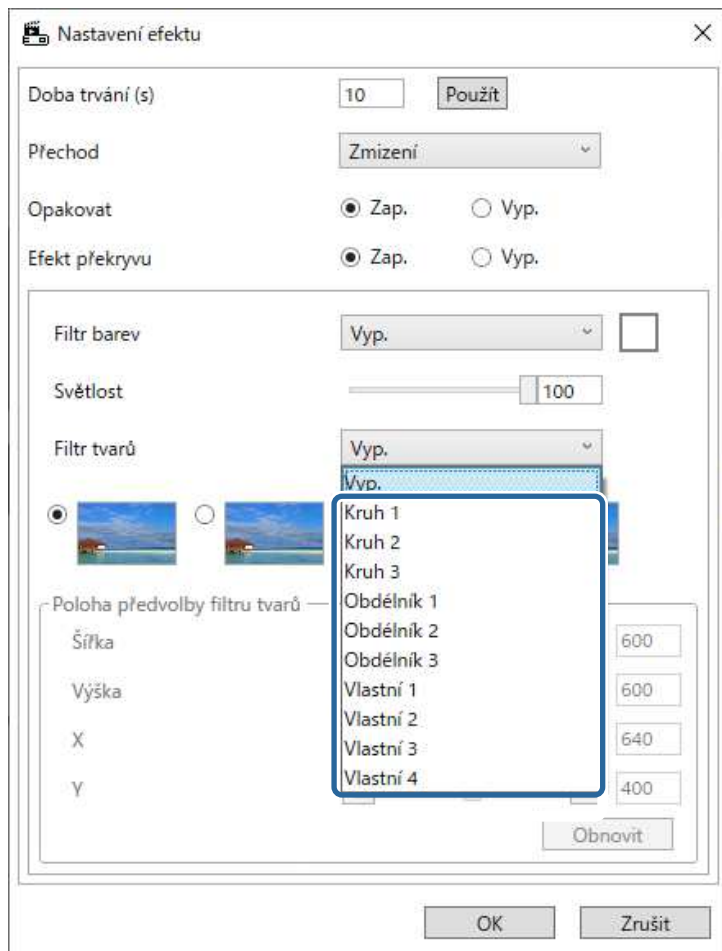 Nastavení efektu
Doba trvání (s) 10 Použít
Přechod Zmizení
Opakovat Zap. Vyp.
Efekt překryvu Zap. Vyp.
Filtr barev Vyp.
Světlost 100
Filtr tvarů Vyp.
Vyp.
Kruh 1
Kruh 2
Kruh 3
Obdélník 1
Poloha předvolby filtru tvarů
Obdélník 2
Šířka 600
Obdélník 3
Výška 600
Vlastní 1
Vlastní 2
X 640
Vlastní 3
Vlastní 4
Y 400
Obnovit
OK Zrušit